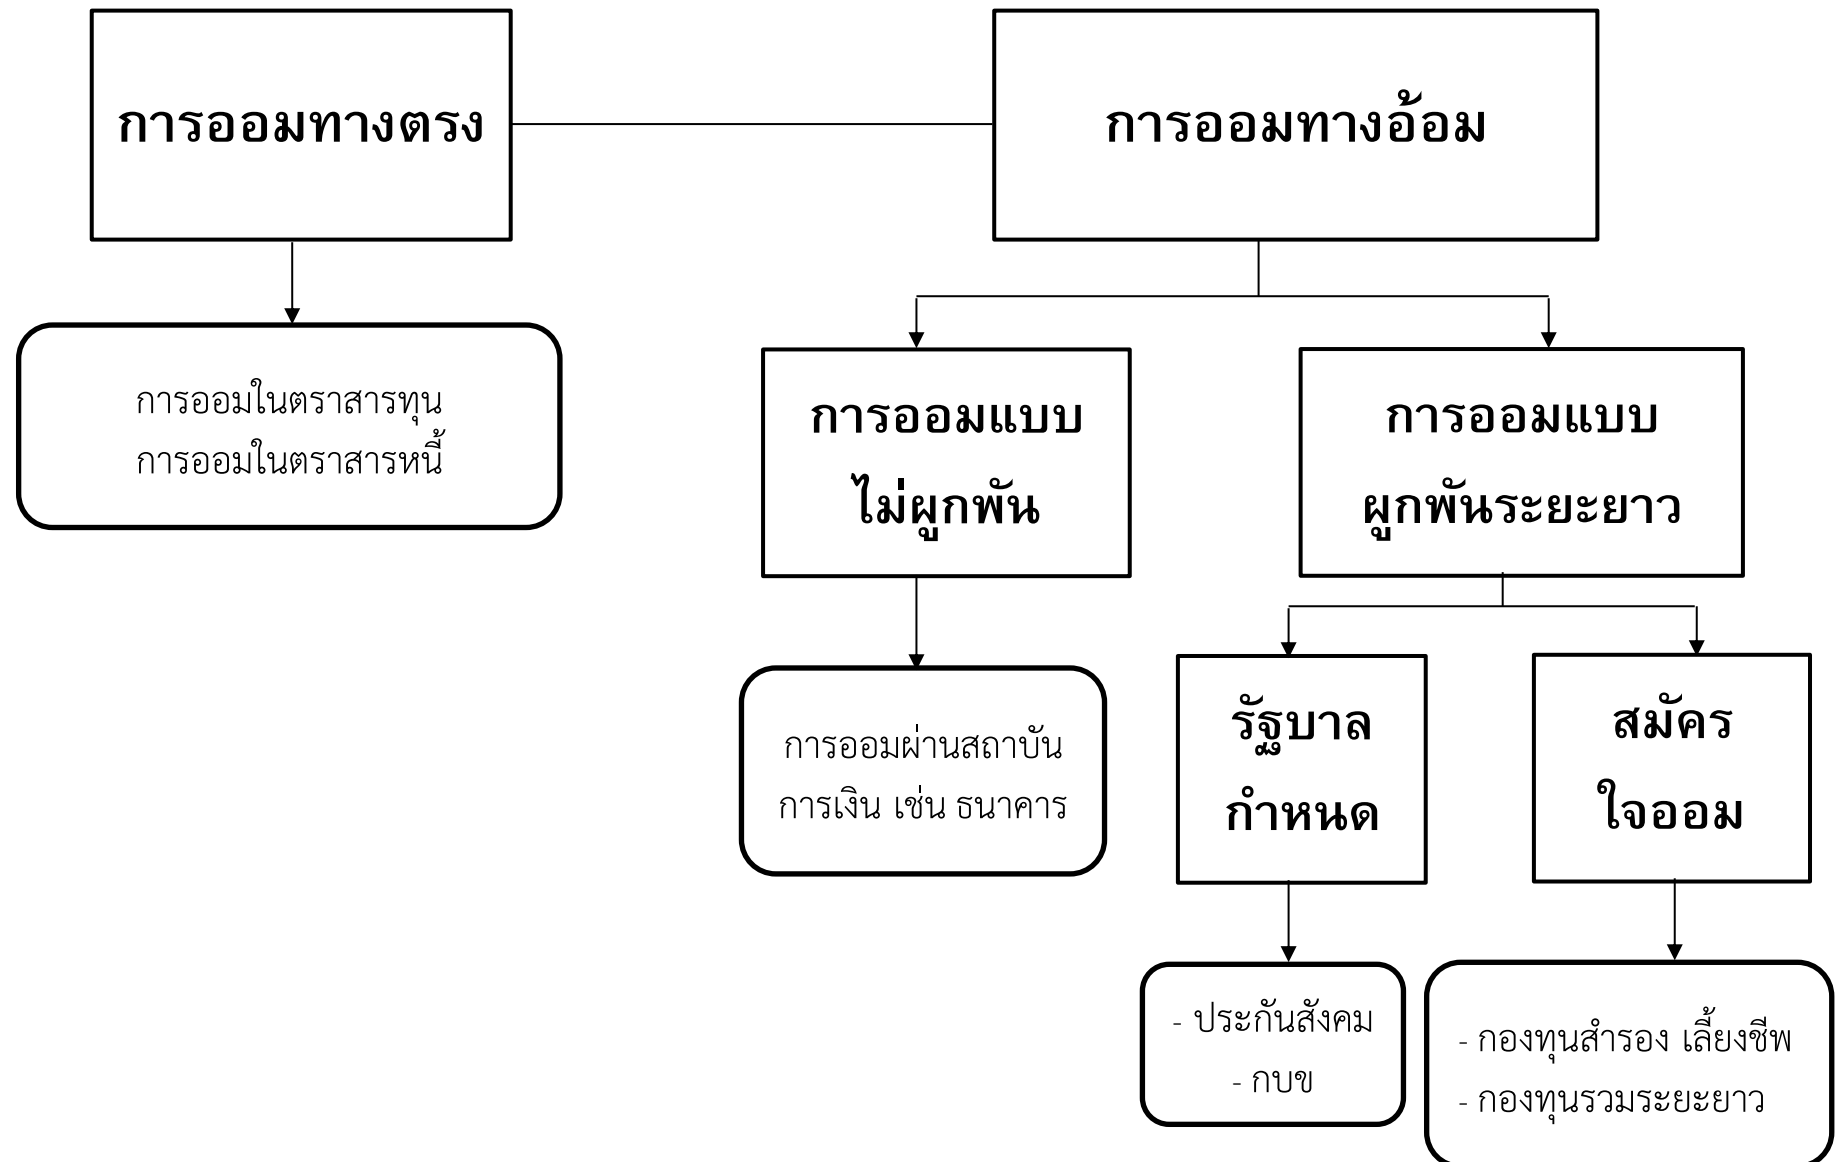 การออมทางตรง
การออมทางอ้อม
การออมในตราสารทุน
การออมในตราสารหนี้
การออมแบบ
ไม่ผูกพัน
การออมแบบ
ผูกพันระยะยาว
การออมผ่านสถาบัน
การเงิน เช่น ธนาคาร
รัฐบาล
กำหนด
สมัคร
ใจออม
- ประกันสังคม
- กบข
- กองทุนสำรอง เลี้ยงชีพ
- กองทุนรวมระยะยาว